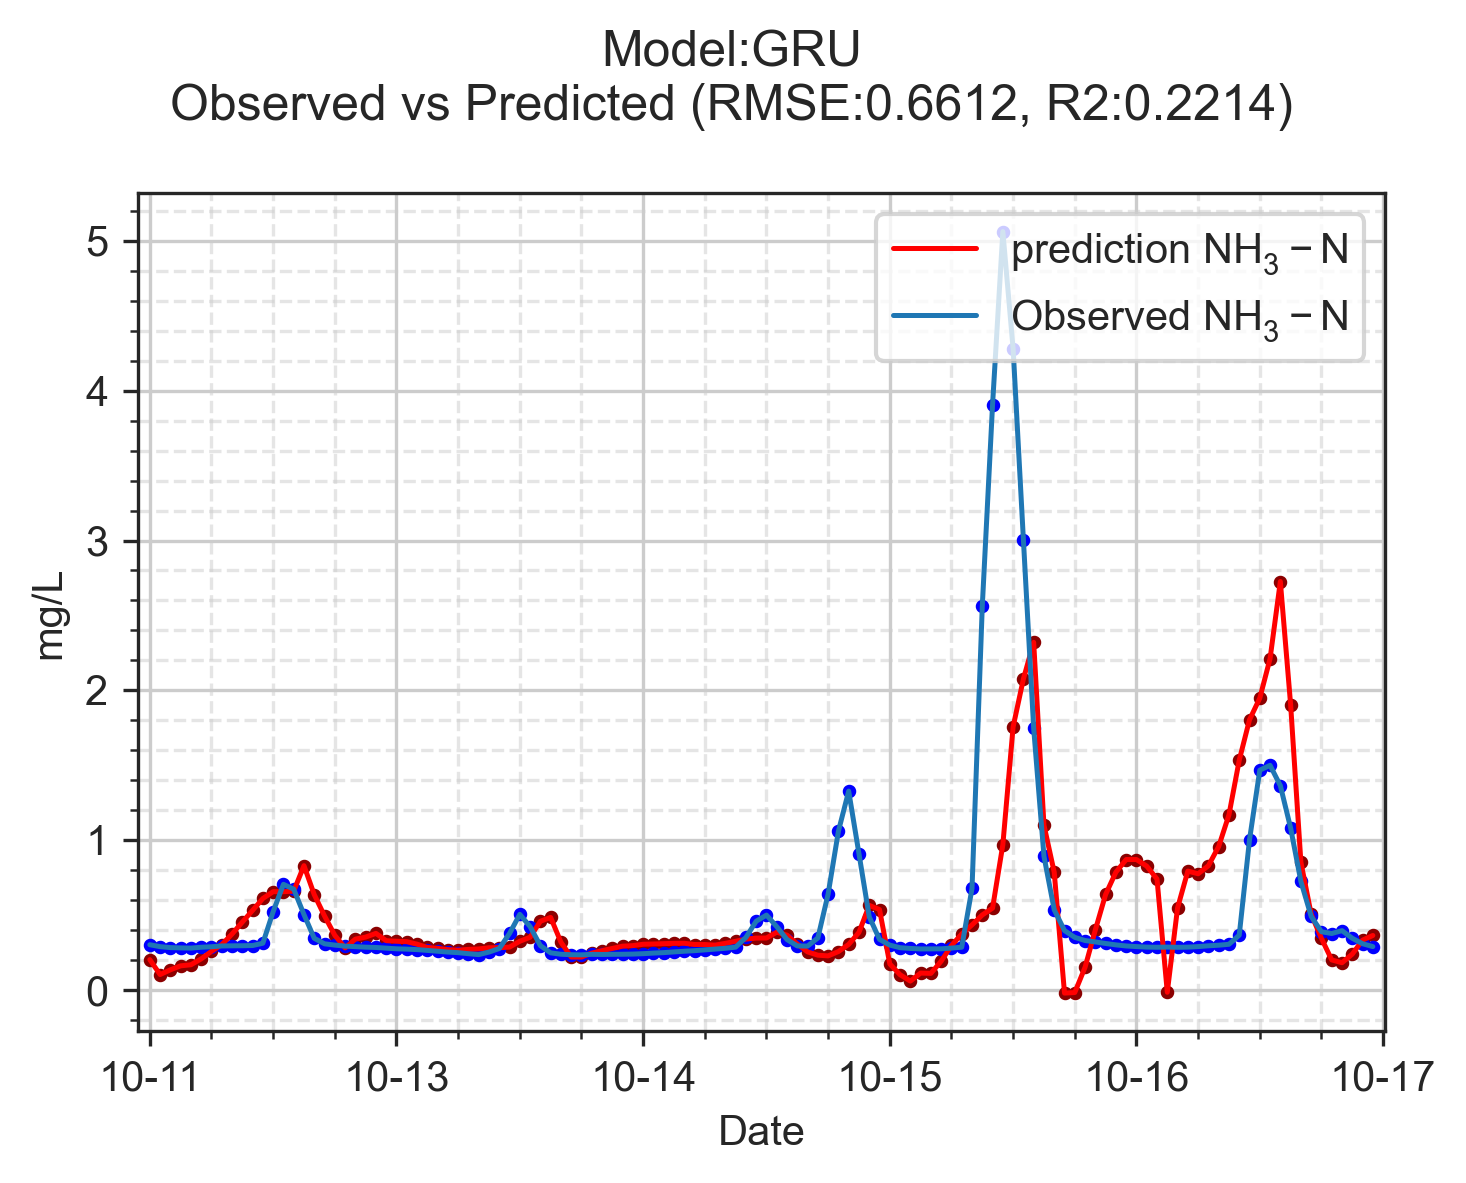 Model:GRU
Observed vs Predicted (RMSE:0.6612, R2:0.2214)
prediction NH₃ − N
Observed NH₃ − N
5
4
3
2
1
0
mg/L
10-11 10-13 10-14 10-15 10-16 10-17
Date